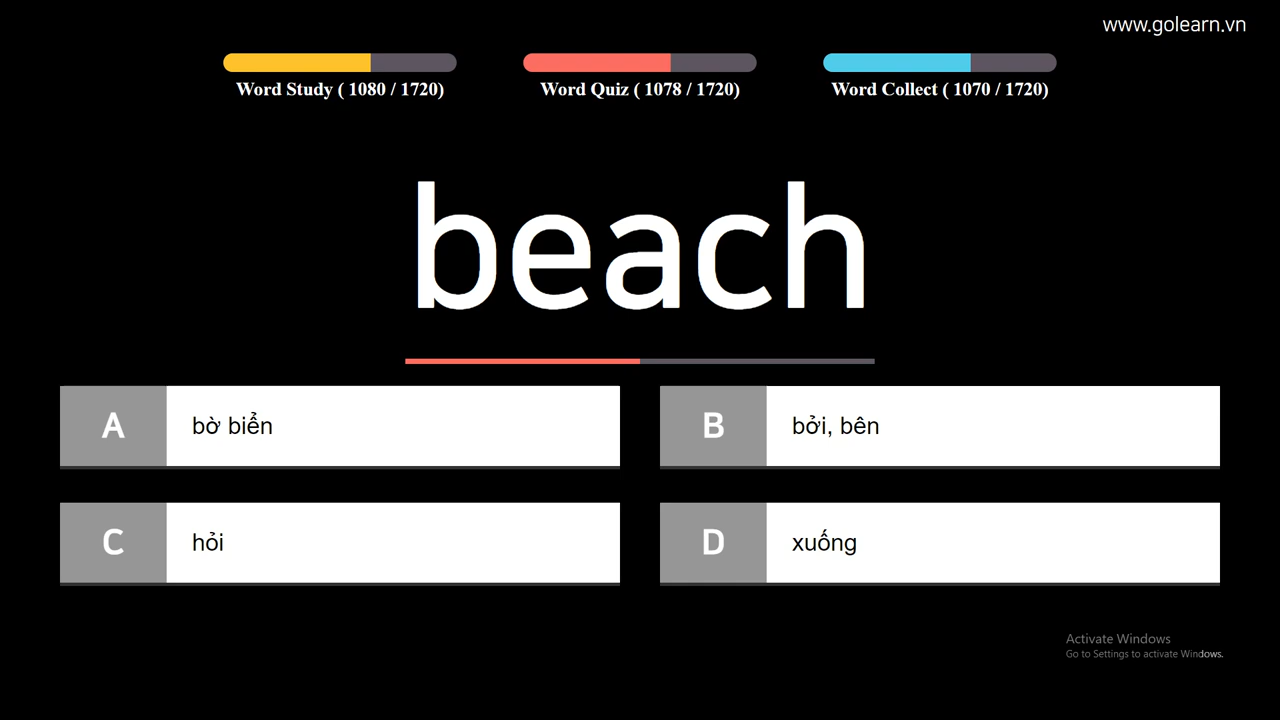 www.golearn.vn
Word Study ( 1080 / 1720)
Word Quiz ( 1078 / 1720)
Word Collect ( 1070 / 1720)
beach
A bờ biển
B bởi, bên
C hỏi
D xuống
Activate Windows
Go to Settings to activate Windows.